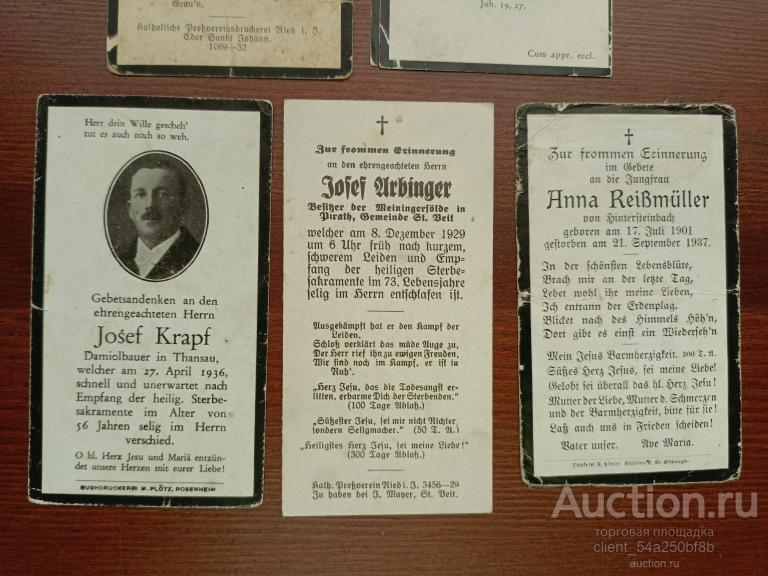 Grau'n.
Katholische Preßvereinsdruckerei Ried i. J.
Eder Sankt Johann.
1069—32
Joh. 19, 27.
Cum appr. eccl.
Herr dein Wille gescheh'
tut es auch noch so weh.
Gebetsandenken an den
ehrengeachteten Herrn
Josef Krapf
Damiolbauer in Thansau,
welcher am 27. April 1936,
schnell und unerwartet nach
Empfang der heilig. Sterbe-
sakramente im Alter von
56 Jahren selig im Herrn
verschied.
O hl. Herz Jesu und Mariä entzünd-
det unsere Herzen mit eurer Liebe!
BUCHDRUCKEREI M. PLÖTZ, ROSENHEIM
Zur frommen Erinnerung
an den ehrengeachteten Herrn
Josef Arbinger
Besitzer der Meiningersölde in
Pirath, Gemeinde St. Veit
welcher am 8. Dezember 1929
um 6 Uhr früh nach kurzem,
schwerem Leiden und Emp-
fang der heiligen Sterbe-
sakramente im 73. Lebensjahre
selig im Herrn entschlafen ist.
Ausgekämpft hat er den Kampf der
Leiden,
Schloß verklärt das müde Auge zu,
Der Herr rief ihn zu ewigen Freuden,
Wir sind noch im Kampf, er ist in
Ruh'.
„Herz Jesu, das die Todesangst er-
litten, erbarme Dich der Sterbenden."
(100 Tage Ablaß.)
„Süßester Jesu, sei mir nicht Richter
sondern Seligmacher." (50 T. A.)
„Heiligstes Herz Jesu, sei meine Liebe!"
(300 Tage Ablaß.)
Kath. Preßverein Ried i. J. 3456—29
Zu haben bei J. Mayer, St. Veit.
Zur frommen Erinnerung
im Gebete
an die Jungfrau
Anna Reißmüller
von Hintersteinbach
geboren am 17. Juli 1901
gestorben am 21. September 1937.
In der schönsten Lebensblüte,
Brach mir an der letzte Tag,
Lebet wohl ihr meine Lieben,
Ich entrann der Erdenplag.
Blicket nach des Himmels Höh'n,
Dort gibt es einst ein Wiederseh'n!
Mein Jesus Barmherzigkeit. 300 T. A.
Süßes Herz Jesus, sei meine Liebe!
Gelobt sei überall das hl. Herz Jesu!
Mutter der Liebe, Mutter d. Schmerzen
und der Barmherzigkeit, bitte für sie!
Laß auch uns in Frieden scheiden!
Vater unser. Ave Maria.
Auction.ru
торговая площадка
client_54a250bf8b
auction.ru